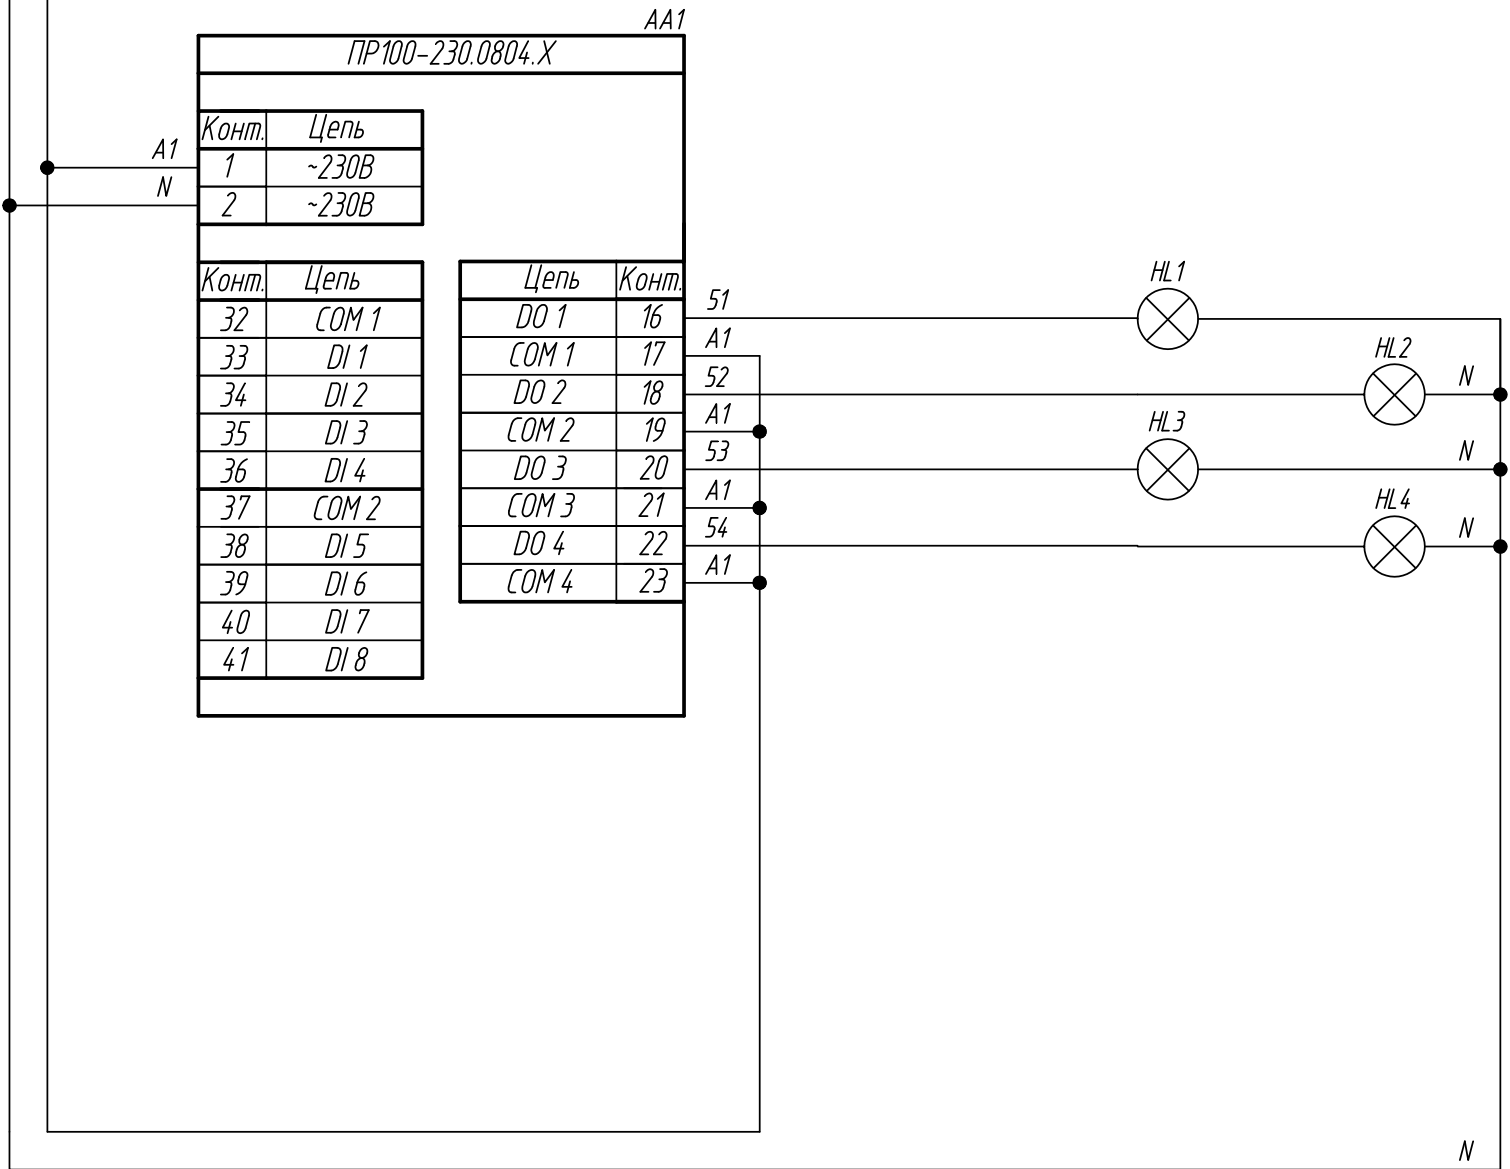 AA1
ПР100-230.0804.Х
Конт. Цепь
A1 1 ~230В
N 2 ~230В
Конт. Цепь
32 COM 1
33 DI 1
34 DI 2
35 DI 3
36 DI 4
37 COM 2
38 DI 5
39 DI 6
40 DI 7
41 DI 8
Цепь Конт.
DO 1 16 51
COM 1 17 A1
DO 2 18 52
COM 2 19 A1
DO 3 20 53
COM 3 21 A1
DO 4 22 54
COM 4 23 A1
HL1
HL2 N
HL3 N
HL4 N
N